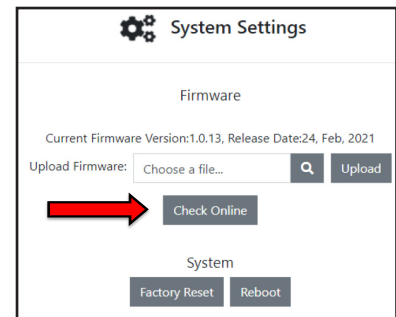 System Settings
Firmware
Current Firmware Version:1.0.13, Release Date:24, Feb, 2021
Upload Firmware: Choose a file... Upload
Check Online
System
Factory Reset Reboot